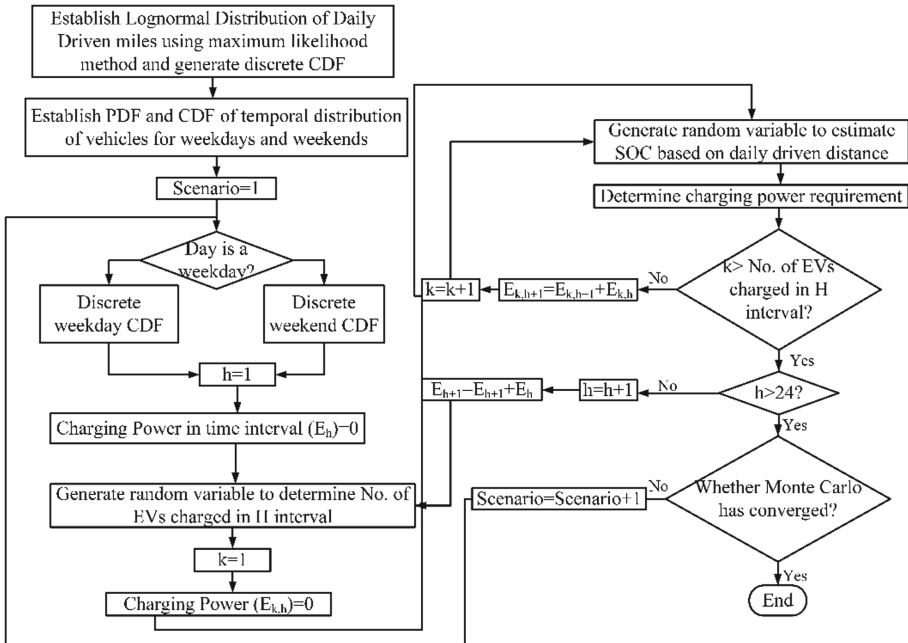 Establish Lognormal Distribution of Daily
Driven miles using maximum likelihood
method and generate discrete CDF
Establish PDF and CDF of temporal distribution
of vehicles for weekdays and weekends
Scenario=1
Day is a
weekday?
Discrete
weekday CDF
Discrete
weekend CDF
h=1
Charging Power in time interval (Eₕ)=0
Generate random variable to determine No. of
EVs charged in H interval
k=1
Charging Power (Eₖ,ₕ)=0
Generate random variable to estimate
SOC based on daily driven distance
Determine charging power requirement
k> No. of EVs
charged in H
interval?
No
Eₖ,ₕ₊₁=Eₖ,ₕ₊₁+Eₖ,ₕ
k=k+1
Yes
h>24?
No
h=h+1
Eₕ₊₁=Eₕ₊₁+Eₕ
Yes
Whether Monte Carlo
has converged?
No
Scenario=Scenario+1
Yes
End